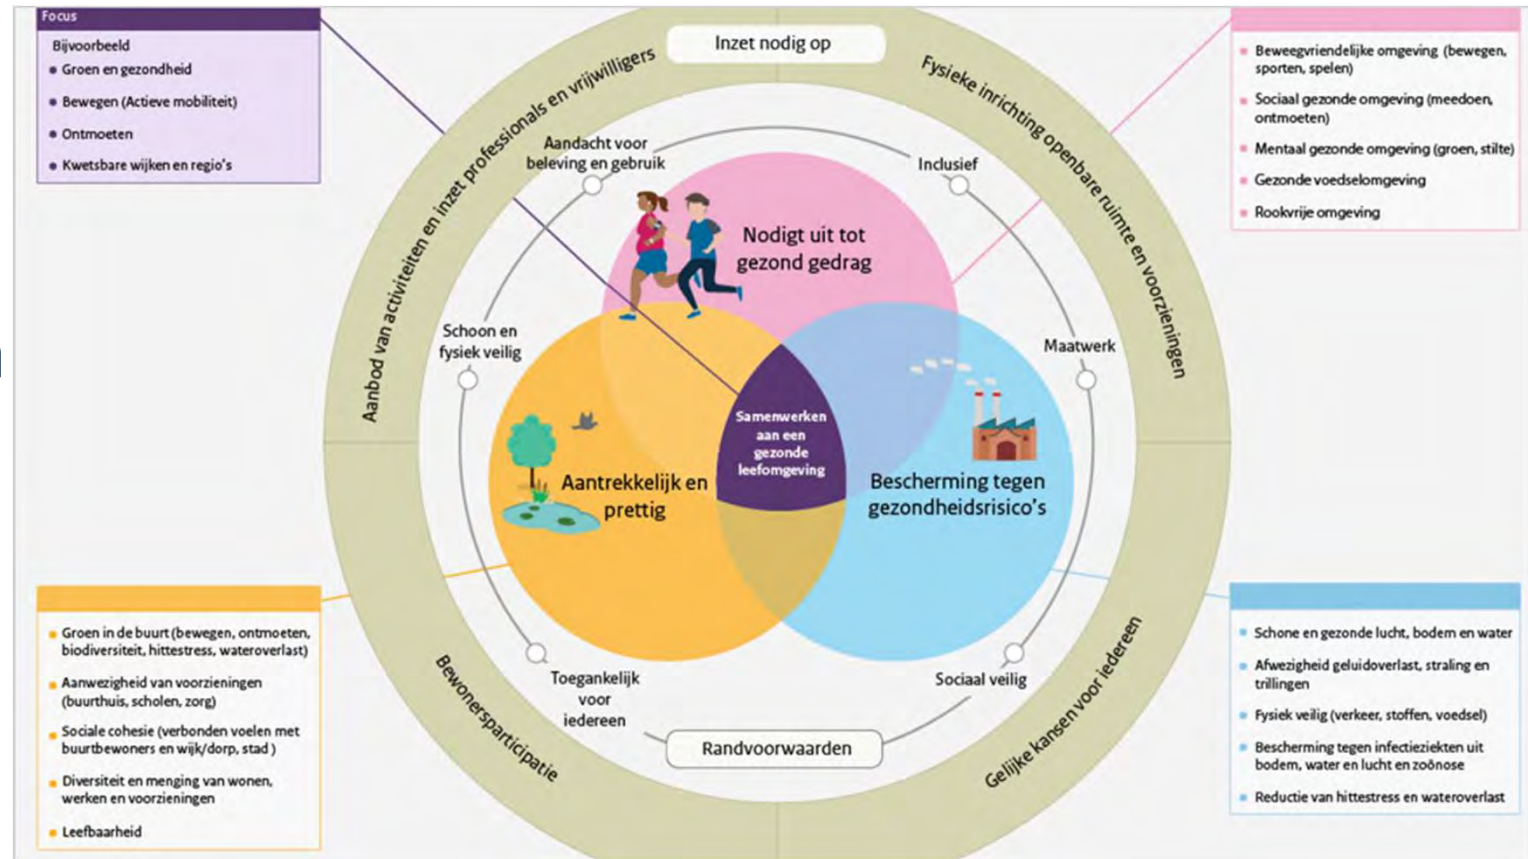 Focus
Bijvoorbeeld
Groen en gezondheid
Bewegen (Actieve mobiliteit)
Ontmoeten
Kwetsbare wijken en regio's
Inzet nodig op
Aanbod van activiteiten en inzet professionals en vrijwilligers
Fysieke inrichting openbare ruimte en voorzieningen
Beweegvriendelijke omgeving (bewegen,
sporten, spelen)
Sociaal gezonde omgeving (meedoen,
ontmoeten)
Mentaal gezonde omgeving (groen, stilte)
Gezonde voedselomgeving
Rookvrije omgeving
Aandacht voor
beleving en gebruik
Inclusief
Schoon en
fysiek veilig
Maatwerk
Nodigt uit tot
gezond gedrag
Samenwerken
aan een
gezonde
leefomgeving
Aantrekkelijk en
prettig
Bescherming tegen
gezondheidsrisico's
Toegankelijk
voor
iedereen
Sociaal veilig
Randvoorwaarden
Bewonersparticipatie
Gelijke kansen voor iedereen
Groen in de buurt (bewegen, ontmoeten,
biodiversiteit, hittestress, wateroverlast)
Aanwezigheid van voorzieningen
(buurthuis, scholen, zorg)
Sociale cohesie (verbonden voelen met
buurtbewoners en wijk/dorp, stad )
Diversiteit en menging van wonen,
werken en voorzieningen
Leefbaarheid
Schone en gezonde lucht, bodem en water
Afwezigheid geluidoverlast, straling en
trillingen
Fysiek veilig (verkeer, stoffen, voedsel)
Bescherming tegen infectieziekten uit
bodem, water en lucht en zoönose
Reductie van hittestress en wateroverlast